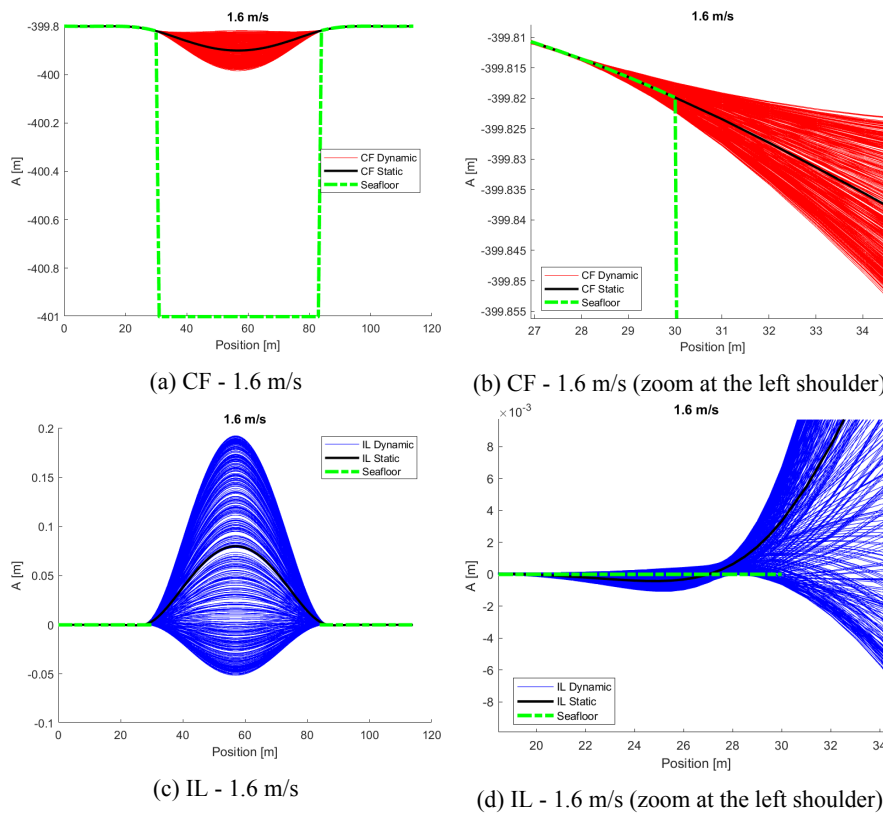 1.6 m/s
A [m]
-399.8
-400
-400.2
-400.4
-400.6
-400.8
-401
0 20 40 60 80 100 120
Position [m]
CF Dynamic
CF Static
Seafloor
(a) CF - 1.6 m/s
1.6 m/s
A [m]
-399.81
-399.815
-399.82
-399.825
-399.83
-399.835
-399.84
-399.845
-399.85
-399.855
27 28 29 30 31 32 33 34
Position [m]
CF Dynamic
CF Static
Seafloor
(b) CF - 1.6 m/s (zoom at the left shoulder)
1.6 m/s
A [m]
0.2
0.15
0.1
0.05
0
-0.05
-0.1
0 20 40 60 80 100 120
Position [m]
IL Dynamic
IL Static
Seafloor
(c) IL - 1.6 m/s
×10⁻³
1.6 m/s
A [m]
8
6
4
2
0
-2
-4
-6
-8
20 22 24 26 28 30 32 34
Position [m]
IL Dynamic
IL Static
Seafloor
(d) IL - 1.6 m/s (zoom at the left shoulder)